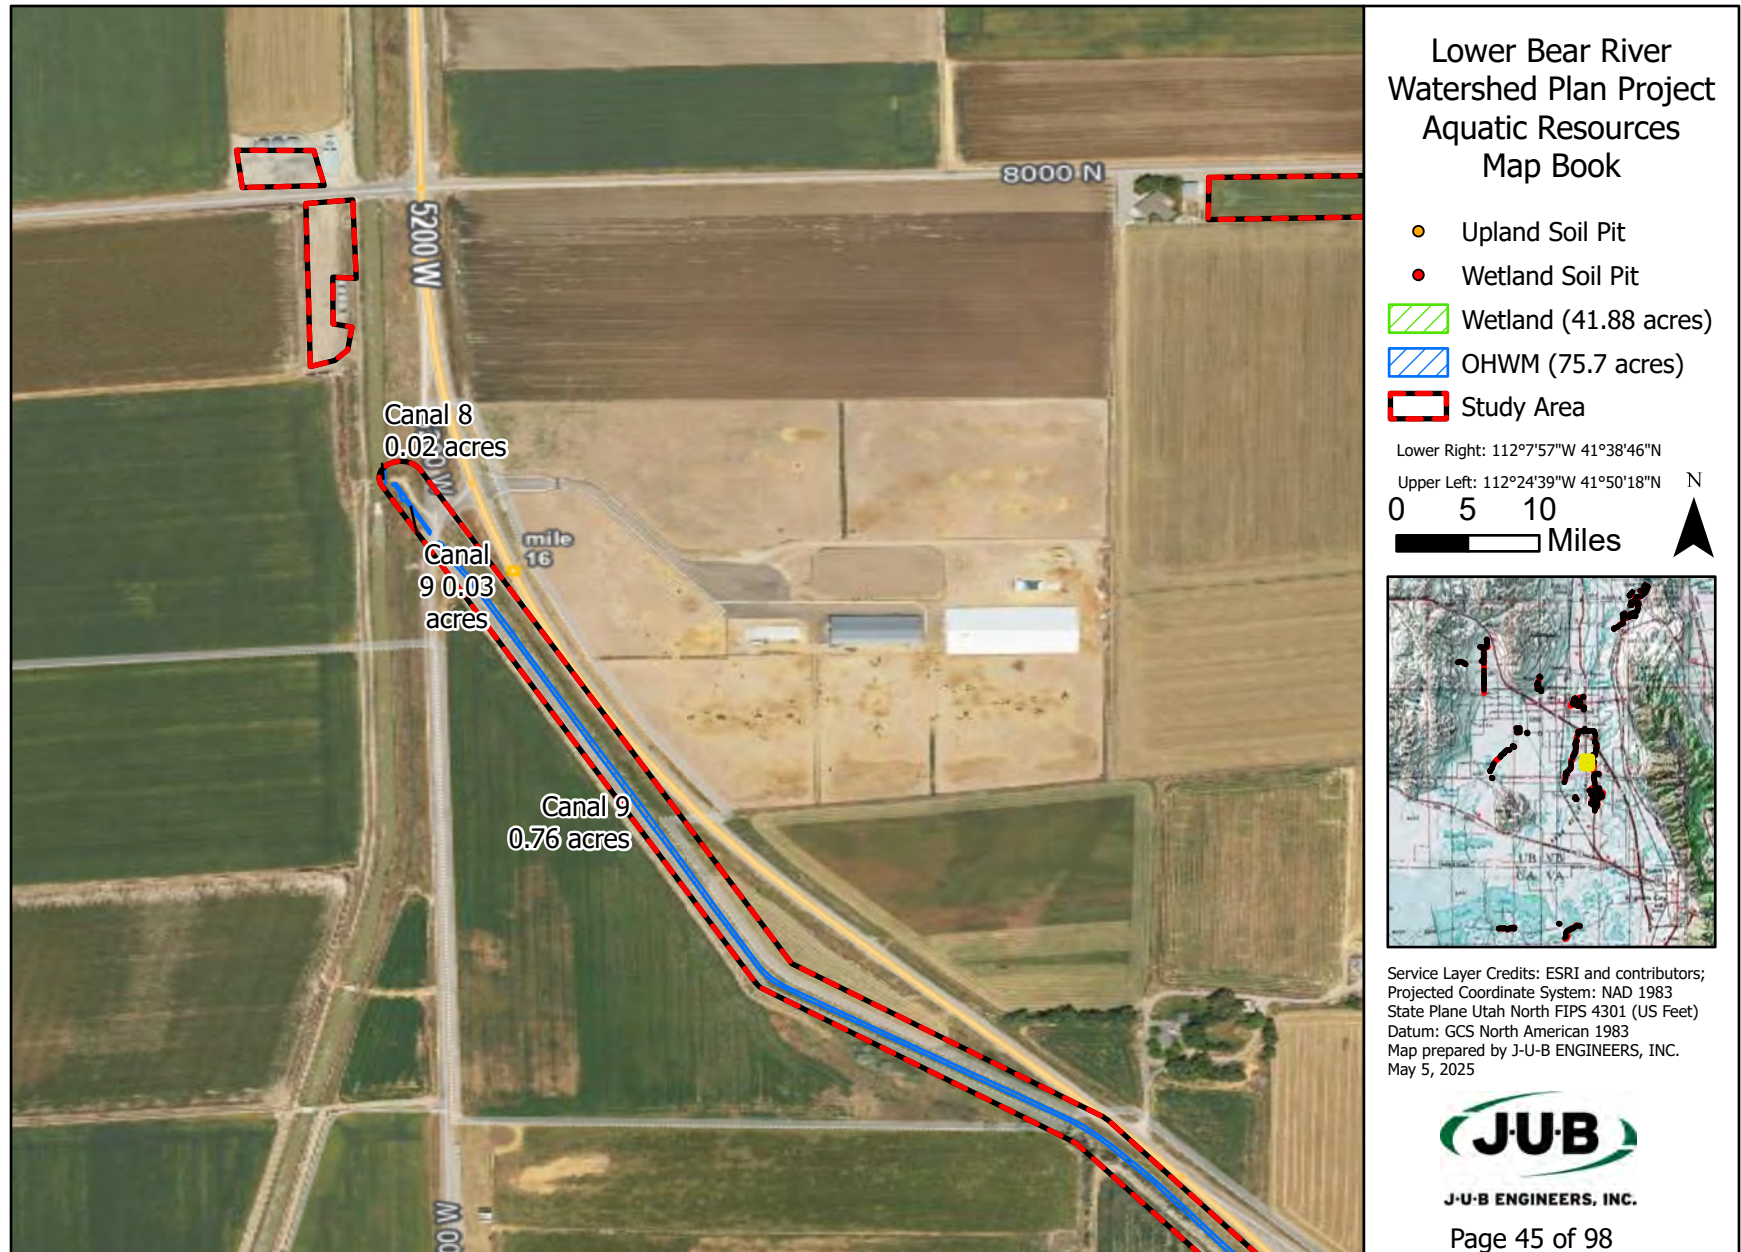 8000 N
5200 W
Canal 8
0.02 acres
mile
16
Canal
9 0.03
acres
Canal 9
0.76 acres
00 W
Lower Bear River
Watershed Plan Project
Aquatic Resources
Map Book
Upland Soil Pit
Wetland Soil Pit
Wetland (41.88 acres)
OHWM (75.7 acres)
Study Area
Lower Right: 112°7'57"W 41°38'46"N
Upper Left: 112°24'39"W 41°50'18"N
N
0 5 10
Miles
UB VB
UA VA
Service Layer Credits: ESRI and contributors;
Projected Coordinate System: NAD 1983
State Plane Utah North FIPS 4301 (US Feet)
Datum: GCS North American 1983
Map prepared by J-U-B ENGINEERS, INC.
May 5, 2025
J·U·B
J·U·B ENGINEERS, INC.
Page 45 of 98